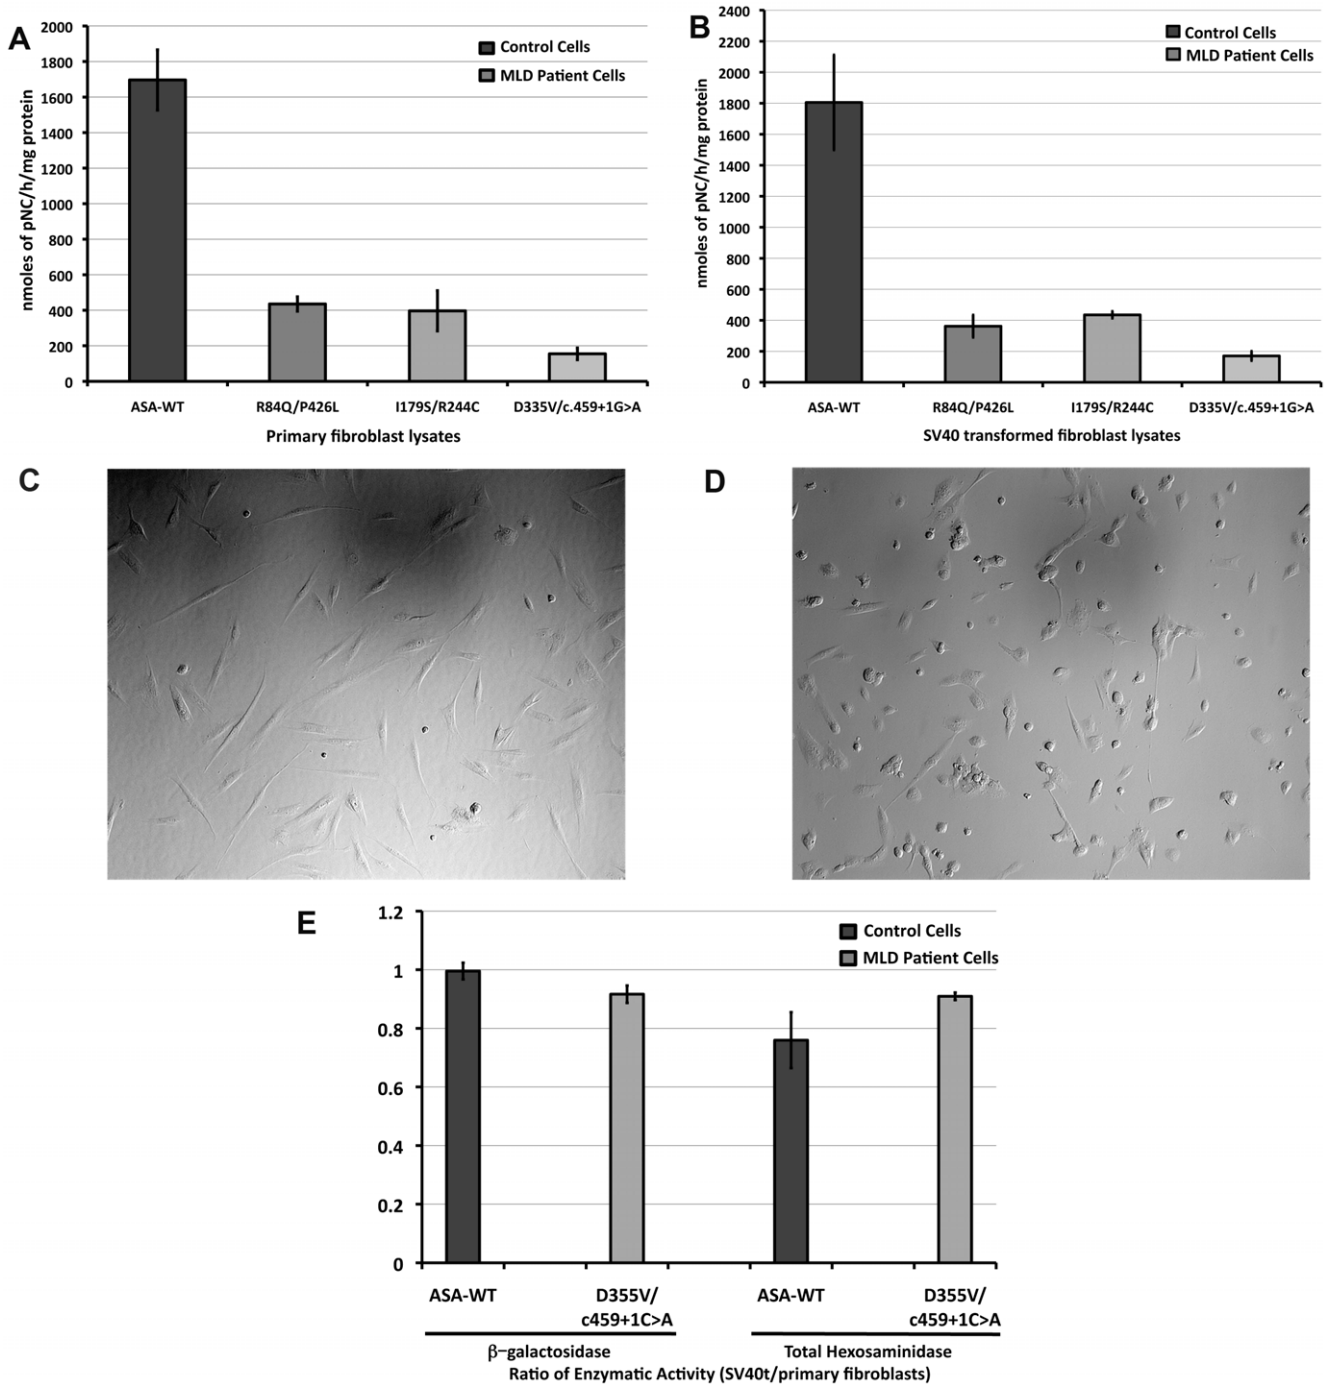 A
2000
1800
1600
1400
1200
1000
800
600
400
200
0
nmoles of pNC/h/mg protein
Control Cells
MLD Patient Cells
ASA-WT R84Q/P426L I179S/R244C D335V/c.459+1G>A
Primary fibroblast lysates
B
2400
2200
2000
1800
1600
1400
1200
1000
800
600
400
200
0
nmoles of pNC/h/mg protein
Control Cells
MLD Patient Cells
ASA-WT R84Q/P426L I179S/R244C D335V/c.459+1G>A
SV40 transformed fibroblast lysates
C
D
E
1.2
1
0.8
0.6
0.4
0.2
0
Control Cells
MLD Patient Cells
ASA-WT D355V/ ASA-WT D355V/
c459+1C>A c459+1C>A
β-galactosidase Total Hexosaminidase
Ratio of Enzymatic Activity (SV40t/primary fibroblasts)